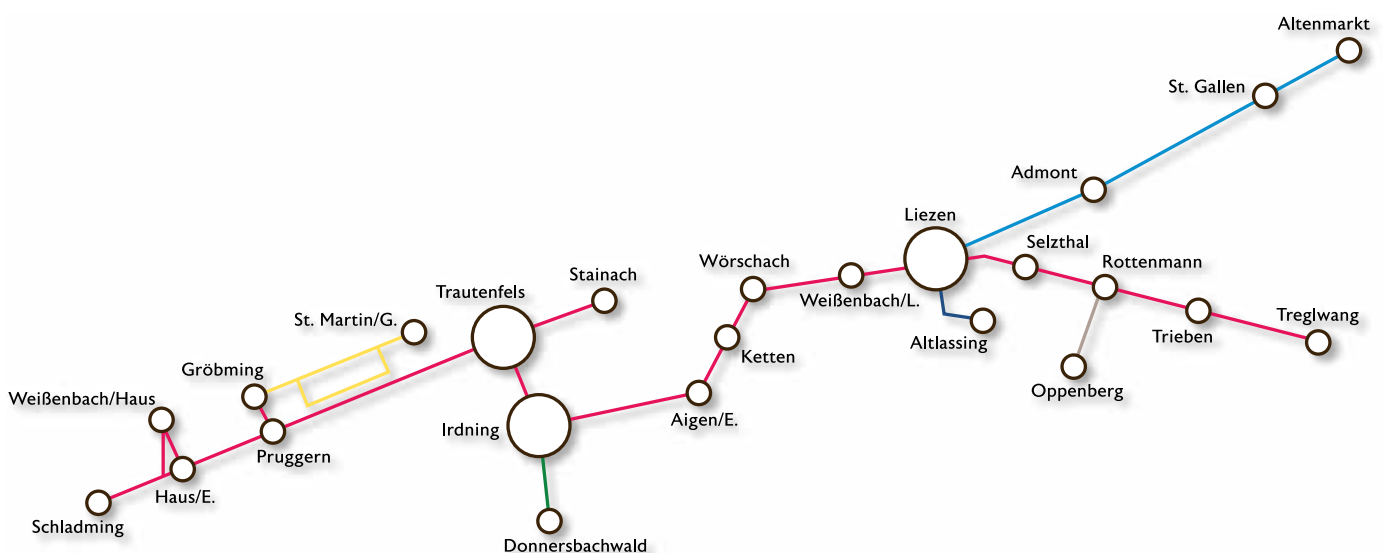 Altenmarkt
St. Gallen
Admont
Liezen
Selzthal
Wörschach
Rottenmann
Stainach
Trautenfels
Weißenbach/L.
St. Martin/G.
Treglwang
Trieben
Altlassing
Ketten
Gröbming
Oppenberg
Weißenbach/Haus
Aigen/E.
Irdning
Pruggern
Haus/E.
Schladming
Donnersbachwald